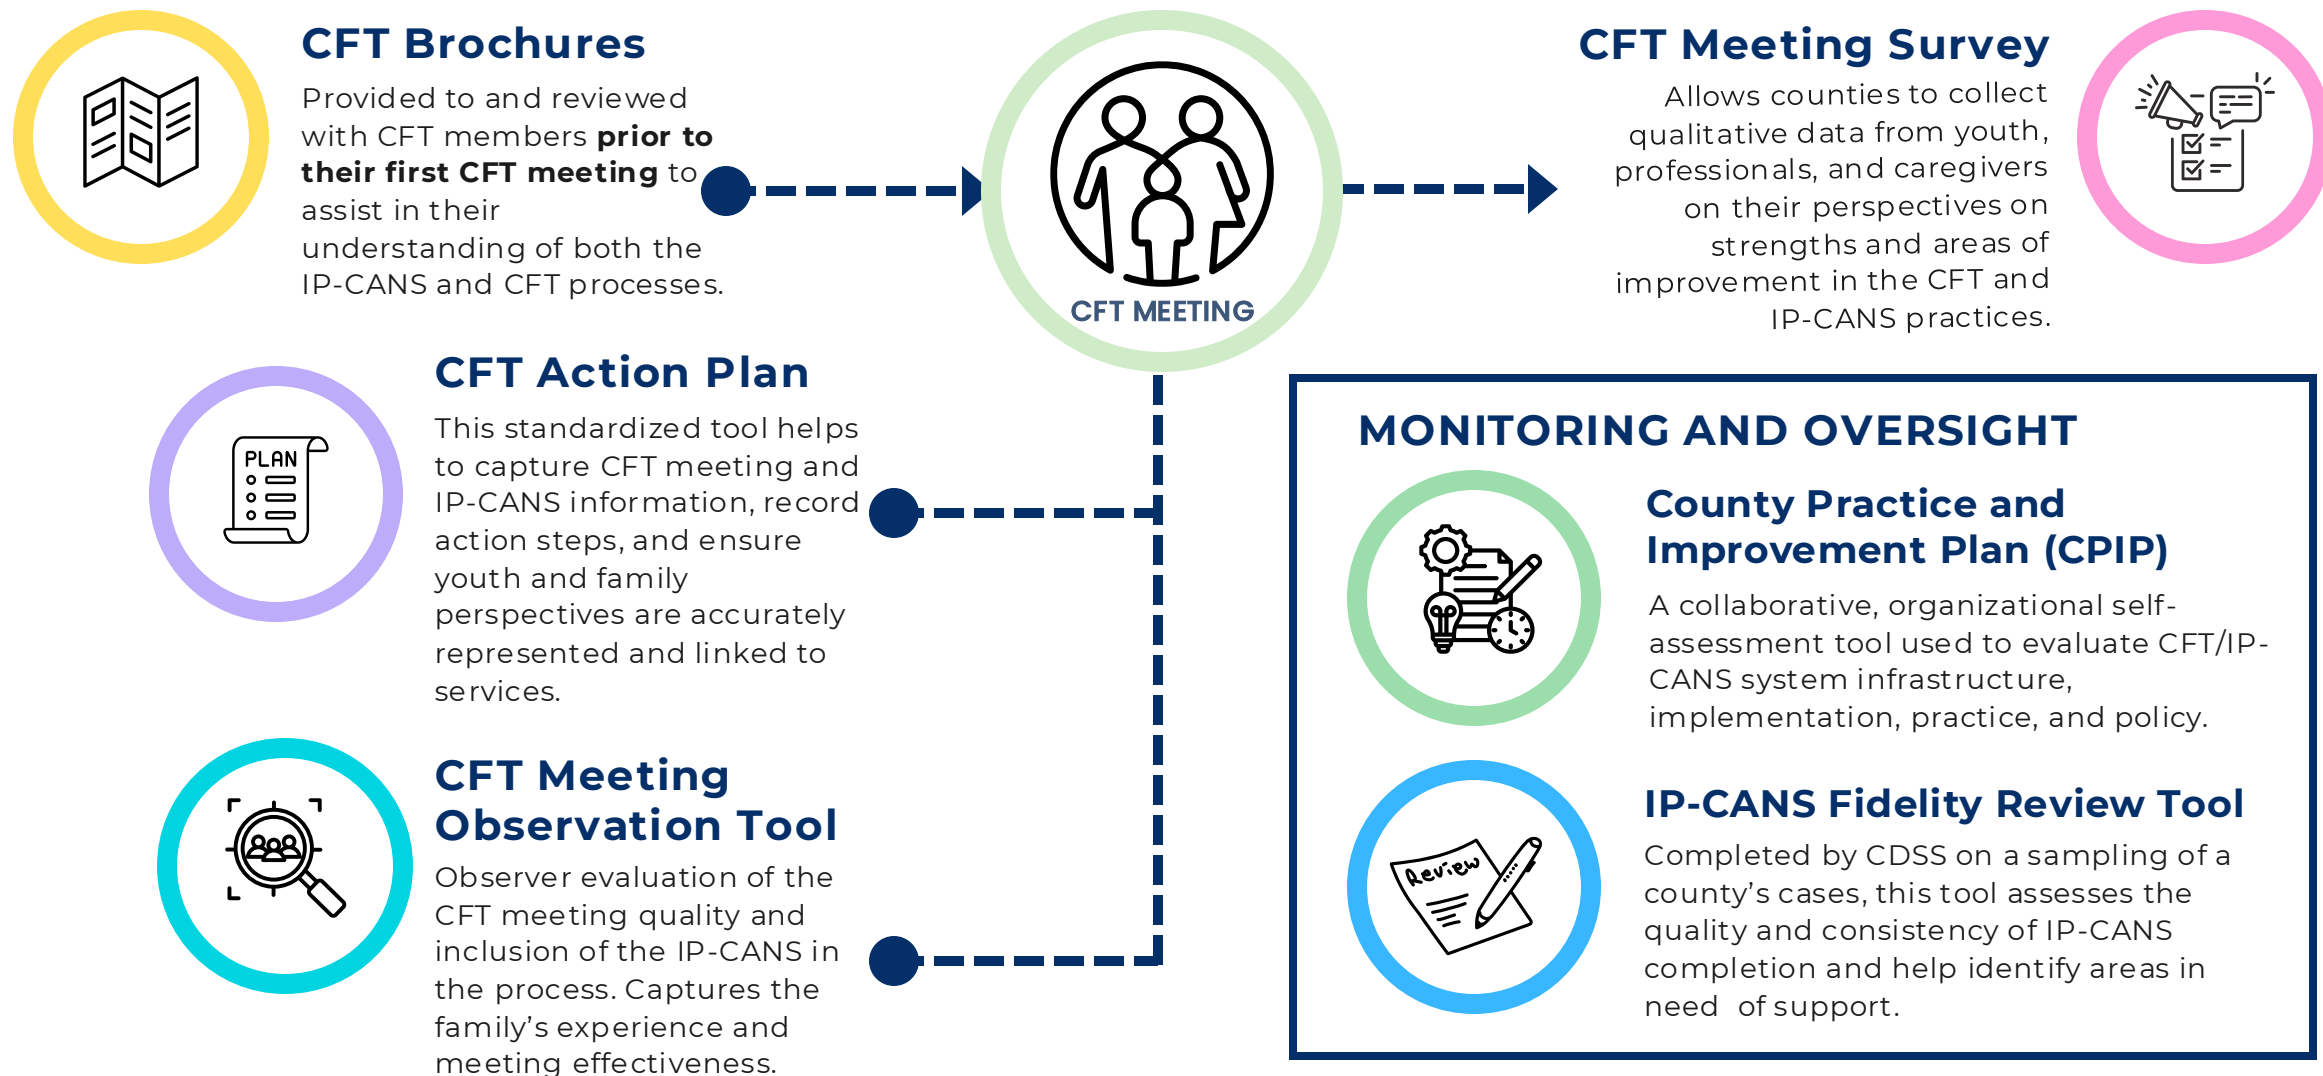 CFT Brochures
Provided to and reviewed
with CFT members prior to
their first CFT meeting to
assist in their
understanding of both the
IP-CANS and CFT processes.
CFT MEETING
CFT Meeting Survey
Allows counties to collect
qualitative data from youth,
professionals, and caregivers
on their perspectives on
strengths and areas of
improvement in the CFT and
IP-CANS practices.
PLAN
CFT Action Plan
This standardized tool helps
to capture CFT meeting and
IP-CANS information, record
action steps, and ensure
youth and family
perspectives are accurately
represented and linked to
services.
CFT Meeting
Observation Tool
Observer evaluation of the
CFT meeting quality and
inclusion of the IP-CANS in
the process. Captures the
family's experience and
meeting effectiveness.
MONITORING AND OVERSIGHT
County Practice and
Improvement Plan (CPIP)
A collaborative, organizational self-
assessment tool used to evaluate CFT/IP-
CANS system infrastructure,
implementation, practice, and policy.
Review
IP-CANS Fidelity Review Tool
Completed by CDSS on a sampling of a
county's cases, this tool assesses the
quality and consistency of IP-CANS
completion and help identify areas in
need  of support.